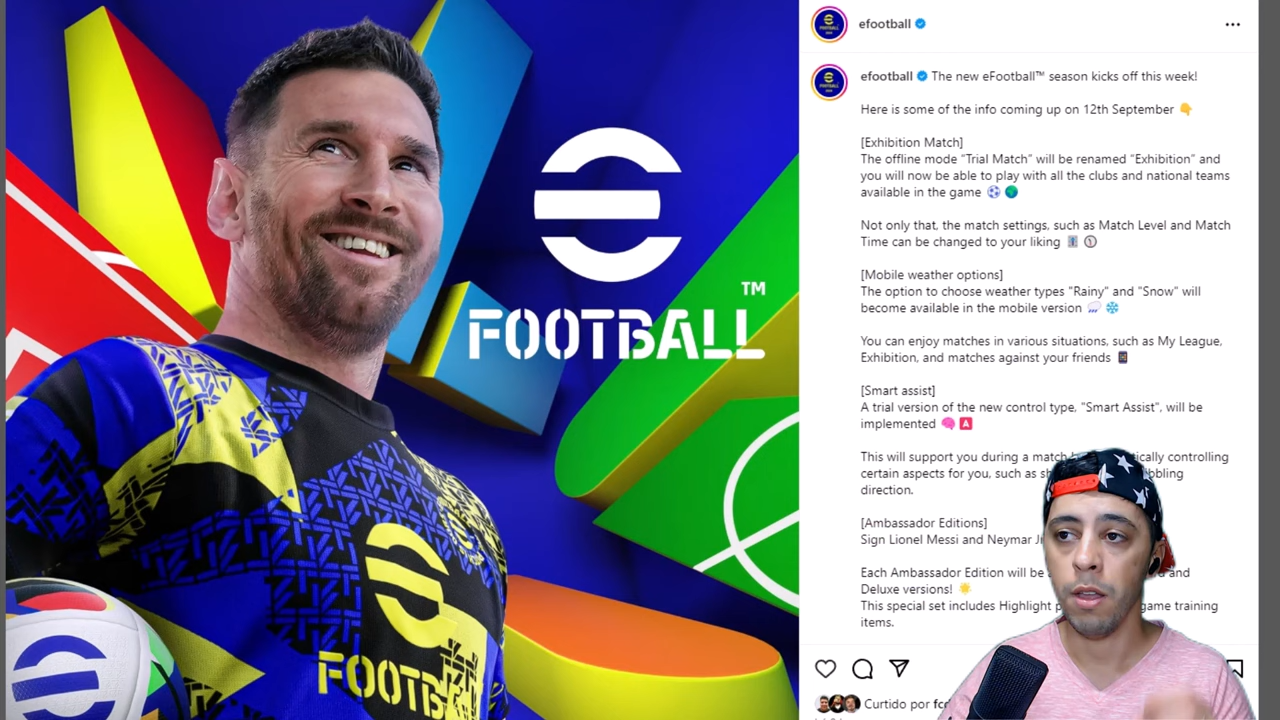 FOOTBALL
TM
FOOTB
efootball
efootball The new eFootball™ season kicks off this week!
Here is some of the info coming up on 12th September 👇
[Exhibition Match]
The offline mode "Trial Match" will be renamed "Exhibition" and
you will now be able to play with all the clubs and national teams
available in the game ⚽ 🌍
Not only that, the match settings, such as Match Level and Match
Time can be changed to your liking
[Mobile weather options]
The option to choose weather types "Rainy" and "Snow" will
become available in the mobile version 🌧️ ❄️
You can enjoy matches in various situations, such as My League,
Exhibition, and matches against your friends 📱
[Smart assist]
A trial version of the new control type, "Smart Assist", will be
implemented 🧠 🅰️
This will support you during a match controlling
certain aspects for you, such as
direction.
[Ambassador Editions]
Sign Lionel Messi and Neymar
Each Ambassador Edition will be and
Deluxe versions! ☀️
This special set includes Highlight game training
items.
Curtido por